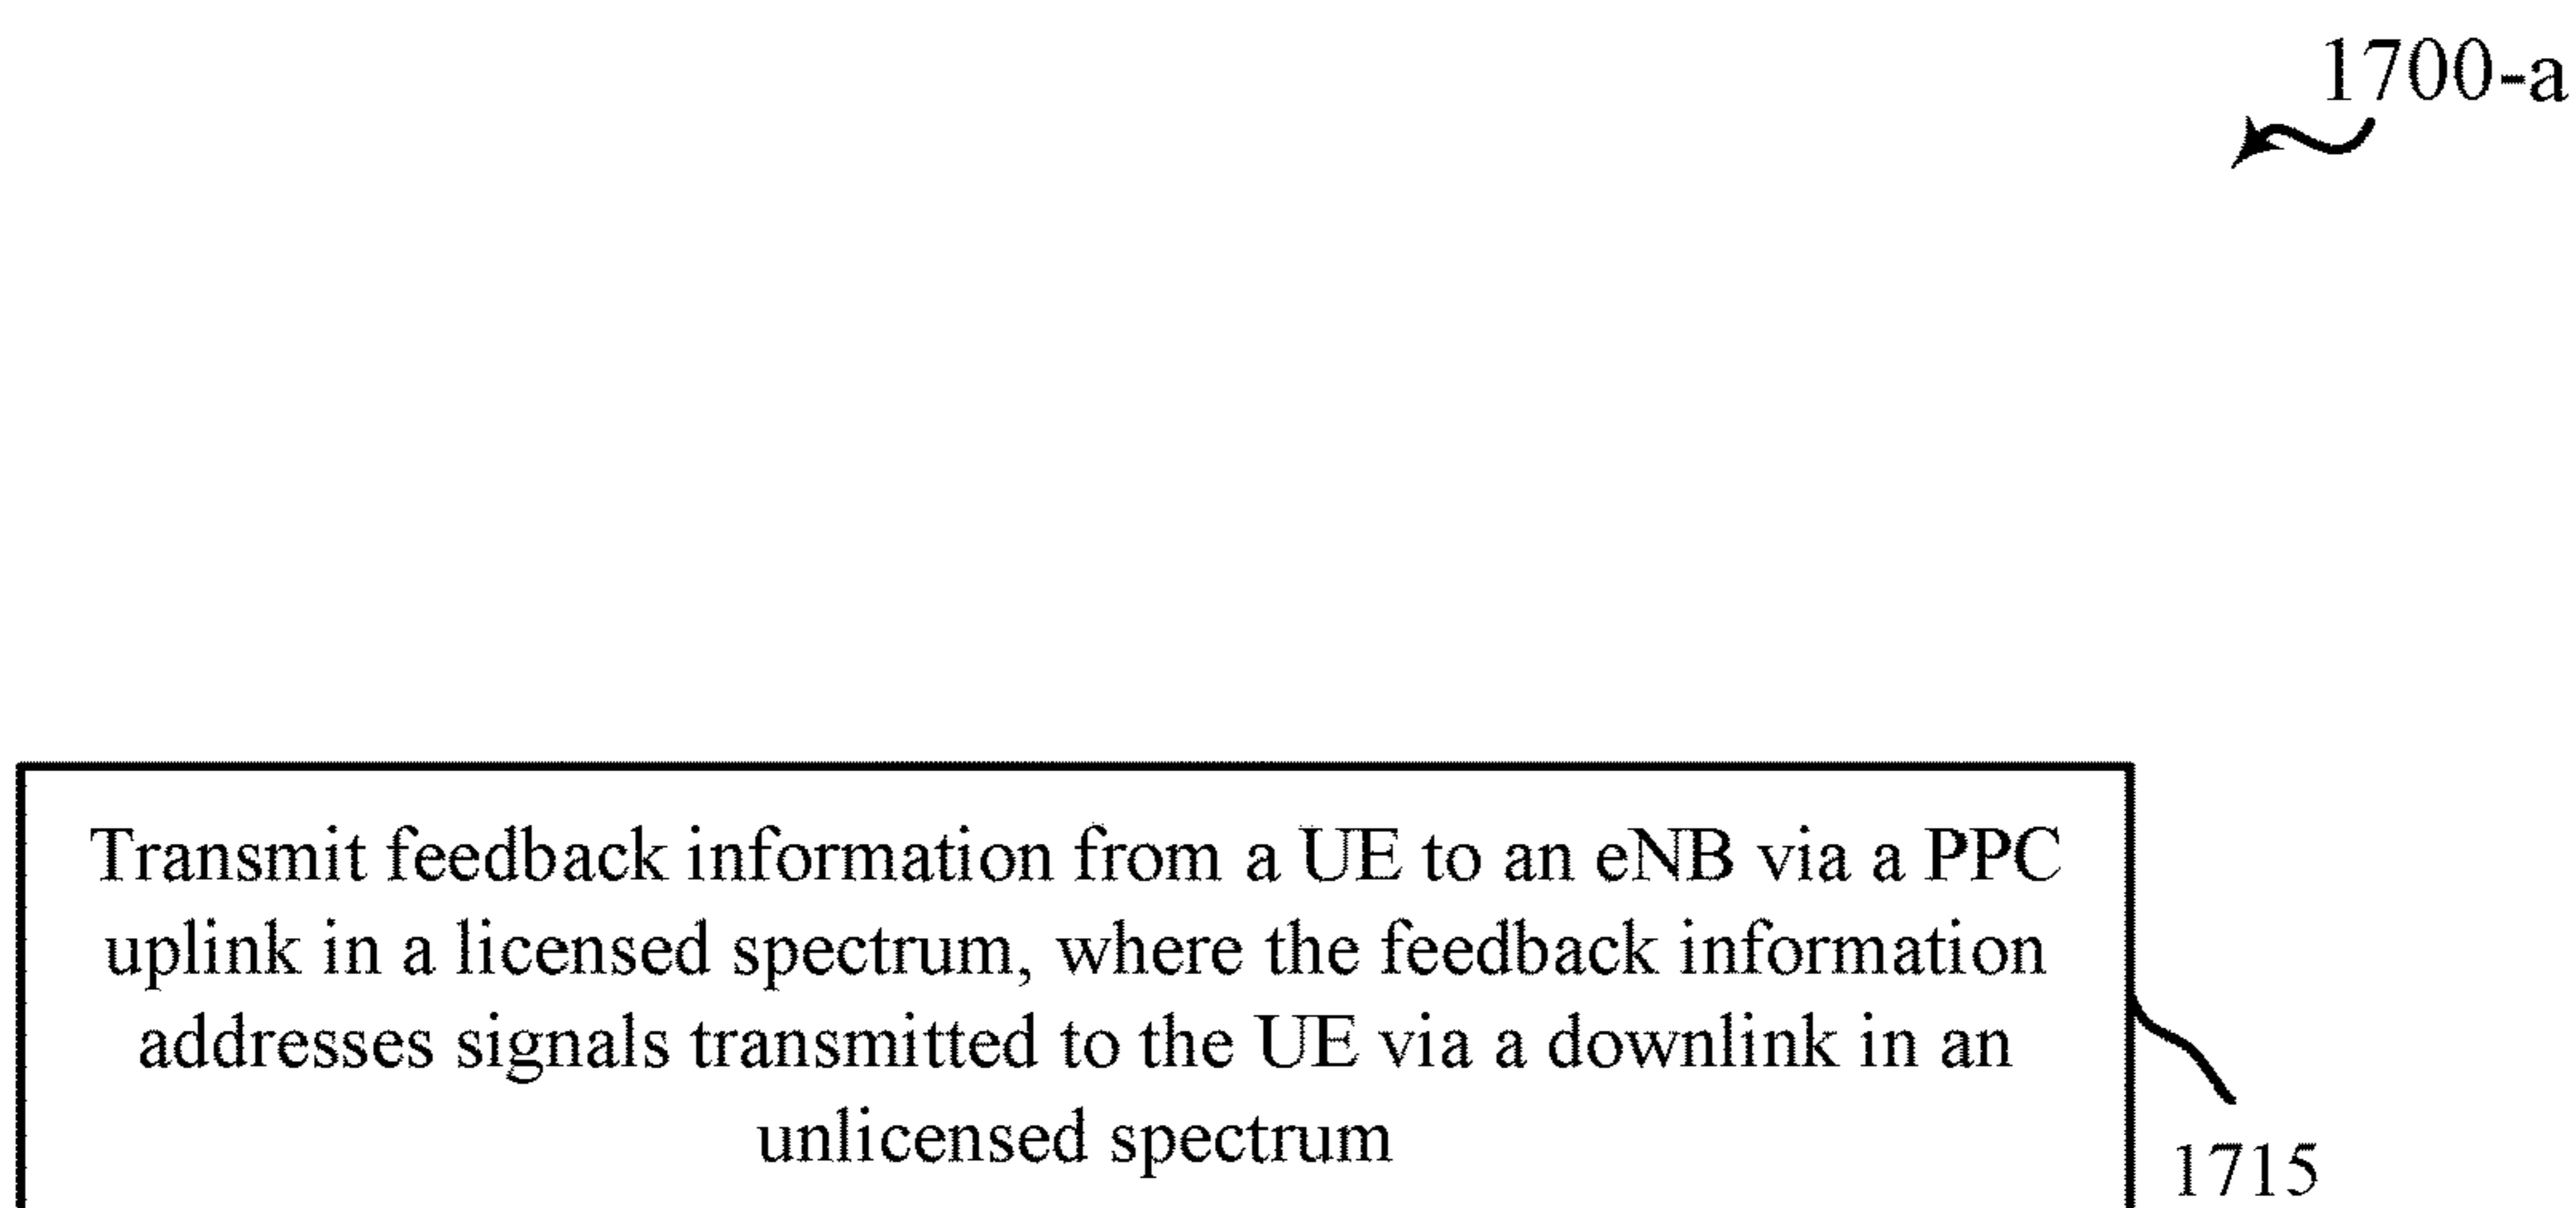 1700-a
Transmit feedback information from a UE to an eNB via a PPC
uplink in a licensed spectrum, where the feedback information
addresses signals transmitted to the UE via a downlink in an
unlicensed spectrum
1715